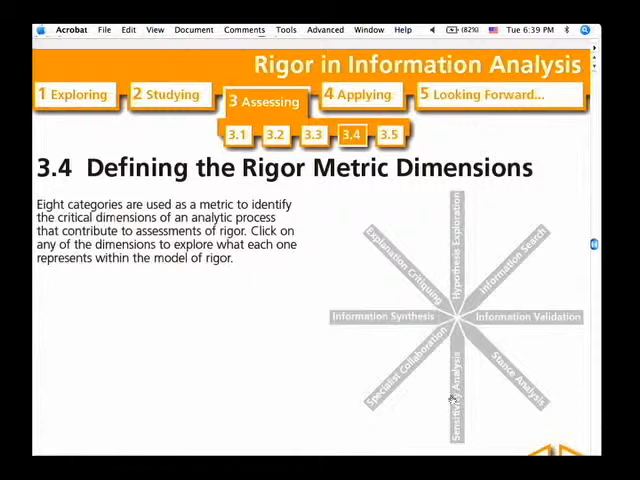 Acrobat File Edit View Document Comments Tools Advanced Window Help (82%) Tue 6:39 PM
Rigor in Information Analysis
1 Exploring 2 Studying 3 Assessing 4 Applying 5 Looking Forward...
3.1 3.2 3.3 3.4 3.5
3.4 Defining the Rigor Metric Dimensions
Eight categories are used as a metric to identify
the critical dimensions of an analytic process
that contribute to assessments of rigor. Click on
any of the dimensions to explore what each one
represents within the model of rigor.
Hypothesis Exploration
Information Search
Information Validation
Stance Analysis
Sensitivity Analysis
Specialist Collaboration
Information Synthesis
Explanation Critiquing